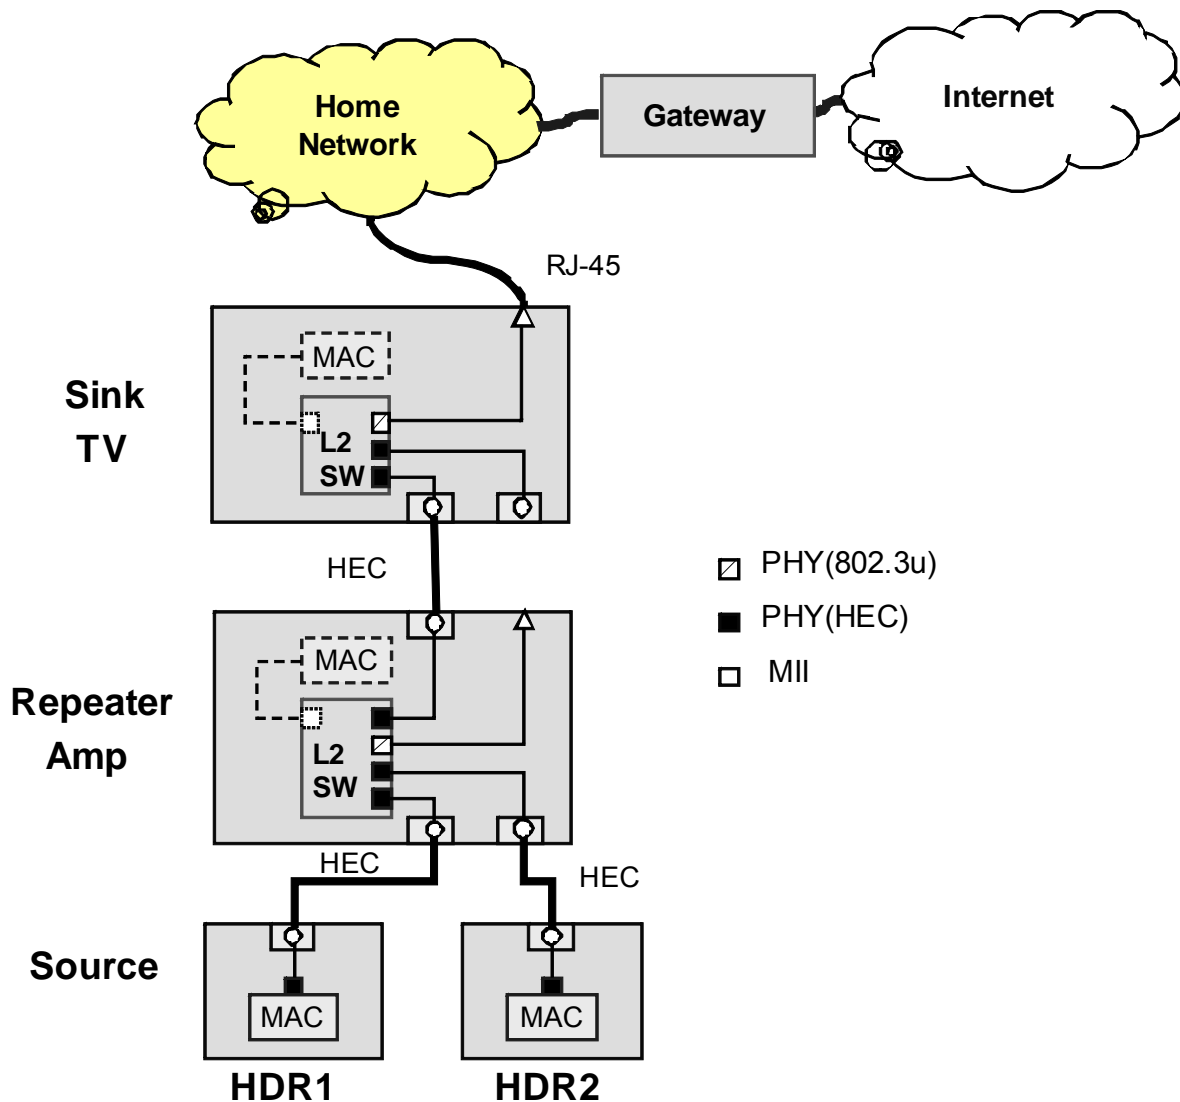 Home
Network
Gateway
Internet
RJ-45
MAC
Sink
TV
L2
SW
HEC
PHY(802.3u)
PHY(HEC)
MII
MAC
Repeater
Amp
L2
SW
HEC
HEC
Source
MAC
MAC
HDR1
HDR2